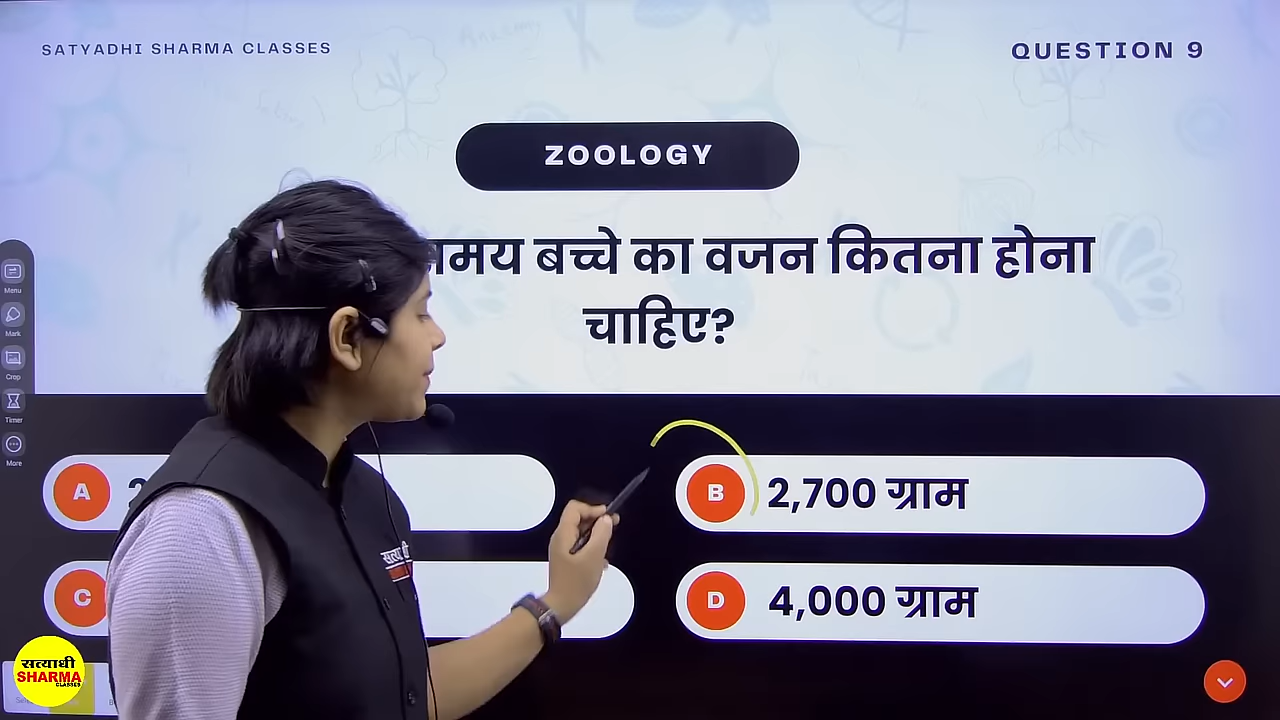 SATYADHI SHARMA CLASSES
QUESTION 9
ZOOLOGY
बच्चे का वजन कितना होना
चाहिए?
A
B 2,700 ग्राम
C
D 4,000 ग्राम
Menu
Mark
Crop
Timer
More
सत्याधी
SHARMA
CLASSES